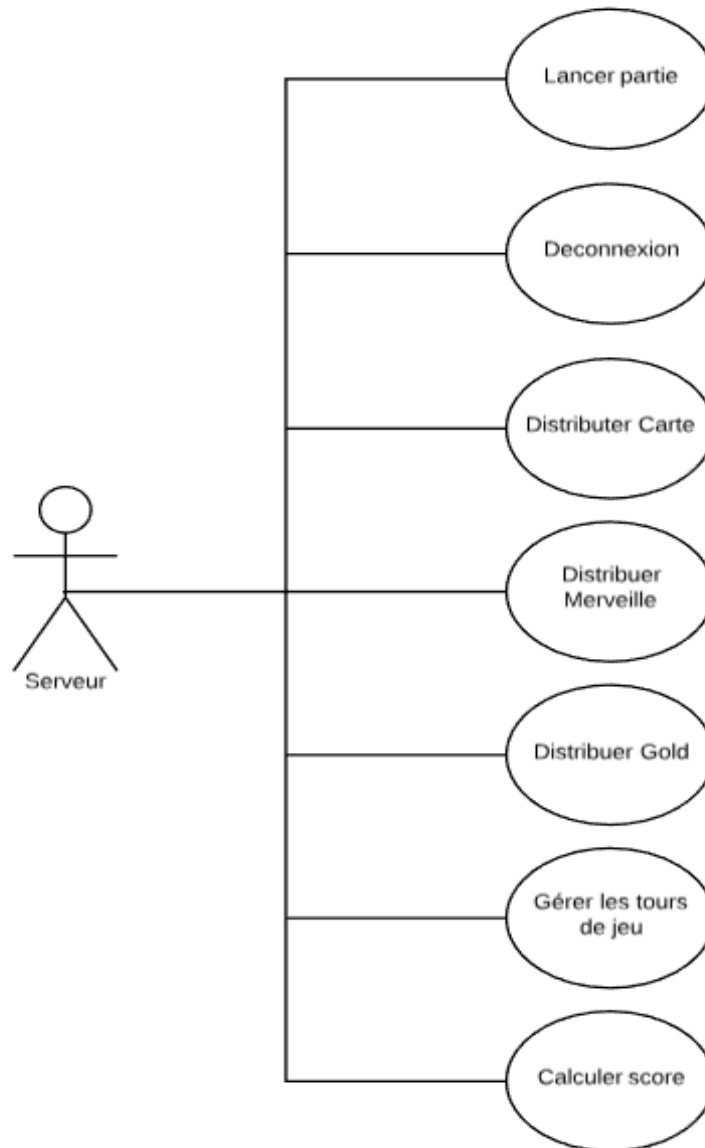 Lancer partie
Deconnexion
Distributer Carte
Distribuer
Merveille
Serveur
Distribuer Gold
Gérer les tours
de jeu
Calculer score